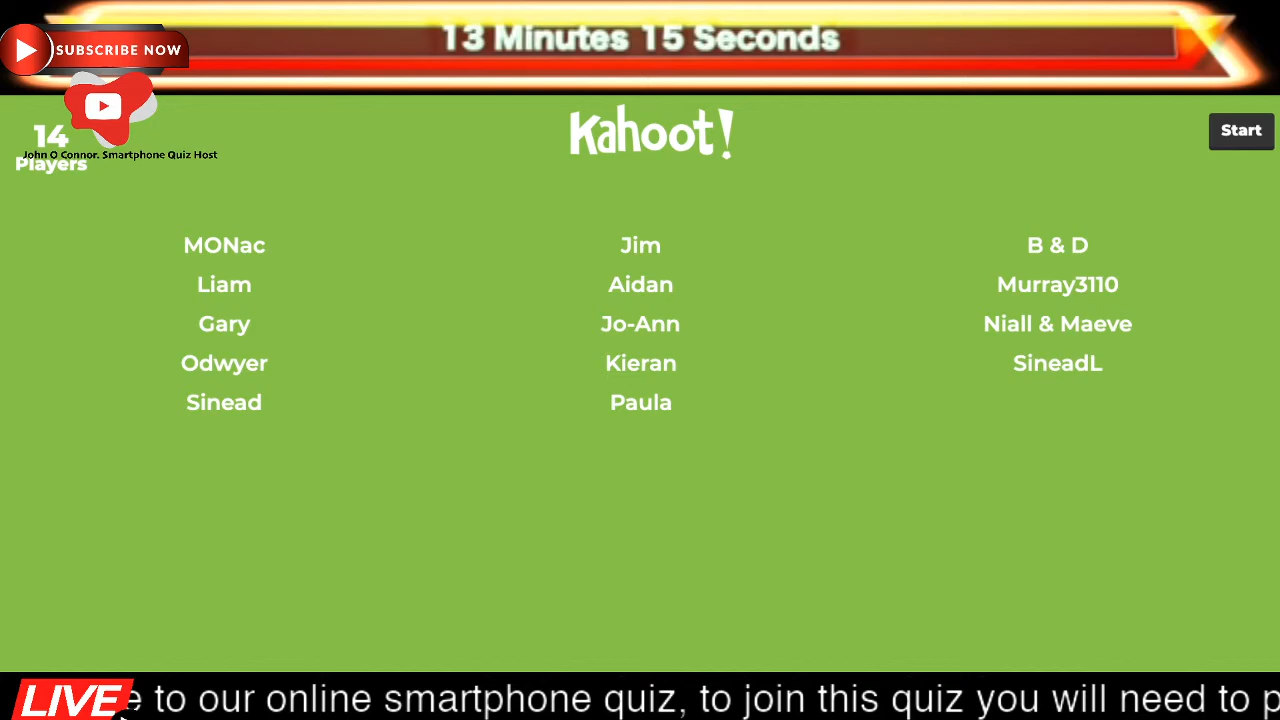 13 Minutes 15 Seconds
SUBSCRIBE NOW
Kahoot!
Start
14
John O Connor. Smartphone Quiz Host
Players
MONac
Jim
B & D
Liam
Aidan
Murray3110
Gary
Jo-Ann
Niall & Maeve
Odwyer
Kieran
SineadL
Sinead
Paula
LIVE
e to our online smartphone quiz, to join this quiz you will need to p